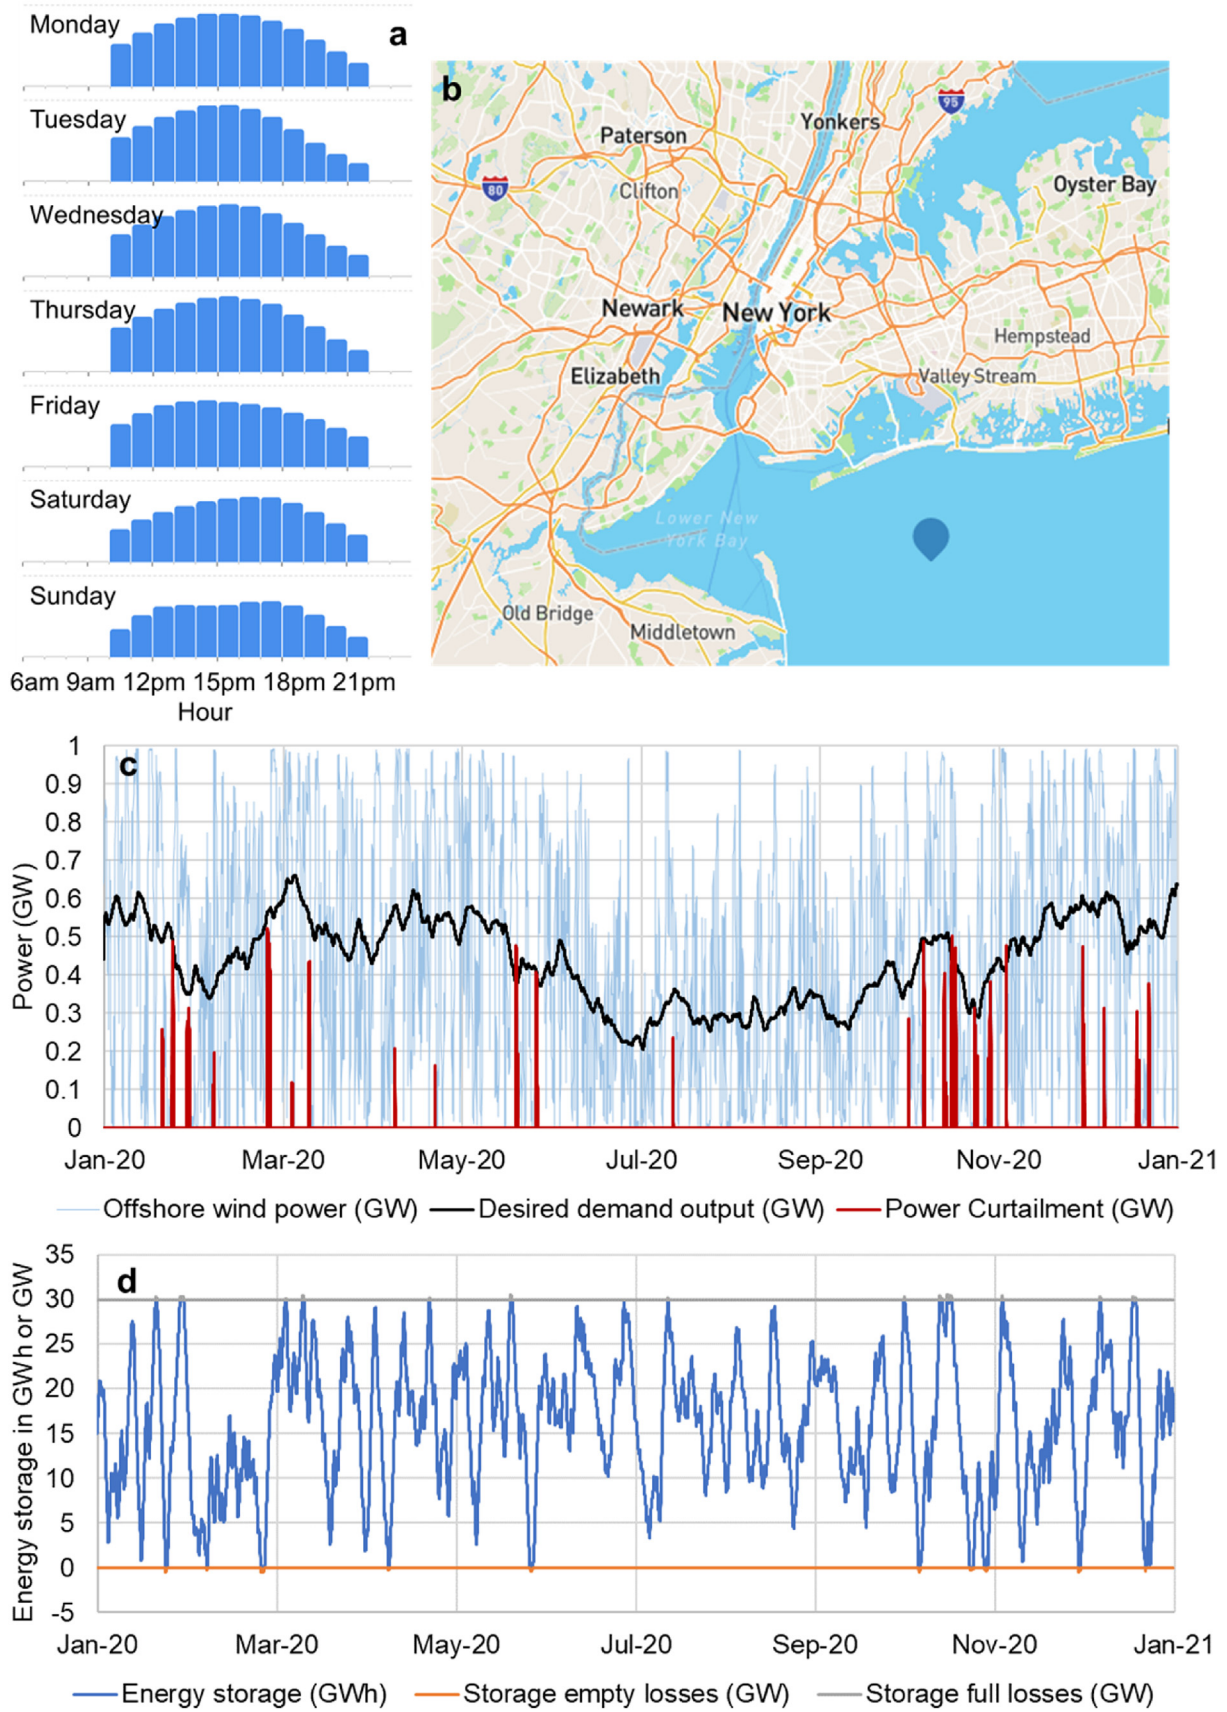 a
Monday
Tuesday
Wednesday
Thursday
Friday
Saturday
Sunday
6am 9am 12pm 15pm 18pm 21pm
Hour
b
95
Yonkers
Paterson
80
Clifton
Oyster Bay
Newark
New York
Hempstead
Elizabeth
Valley Stream
Lower New
York Bay
Old Bridge
Middletown
c
Power (GW)
1
0.9
0.8
0.7
0.6
0.5
0.4
0.3
0.2
0.1
0
Jan-20 Mar-20 May-20 Jul-20 Sep-20 Nov-20 Jan-21
Offshore wind power (GW) Desired demand output (GW) Power Curtailment (GW)
d
Energy storage in GWh or GW
35
30
25
20
15
10
5
0
-5
Jan-20 Mar-20 May-20 Jul-20 Sep-20 Nov-20 Jan-21
Energy storage (GWh) Storage empty losses (GW) Storage full losses (GW)